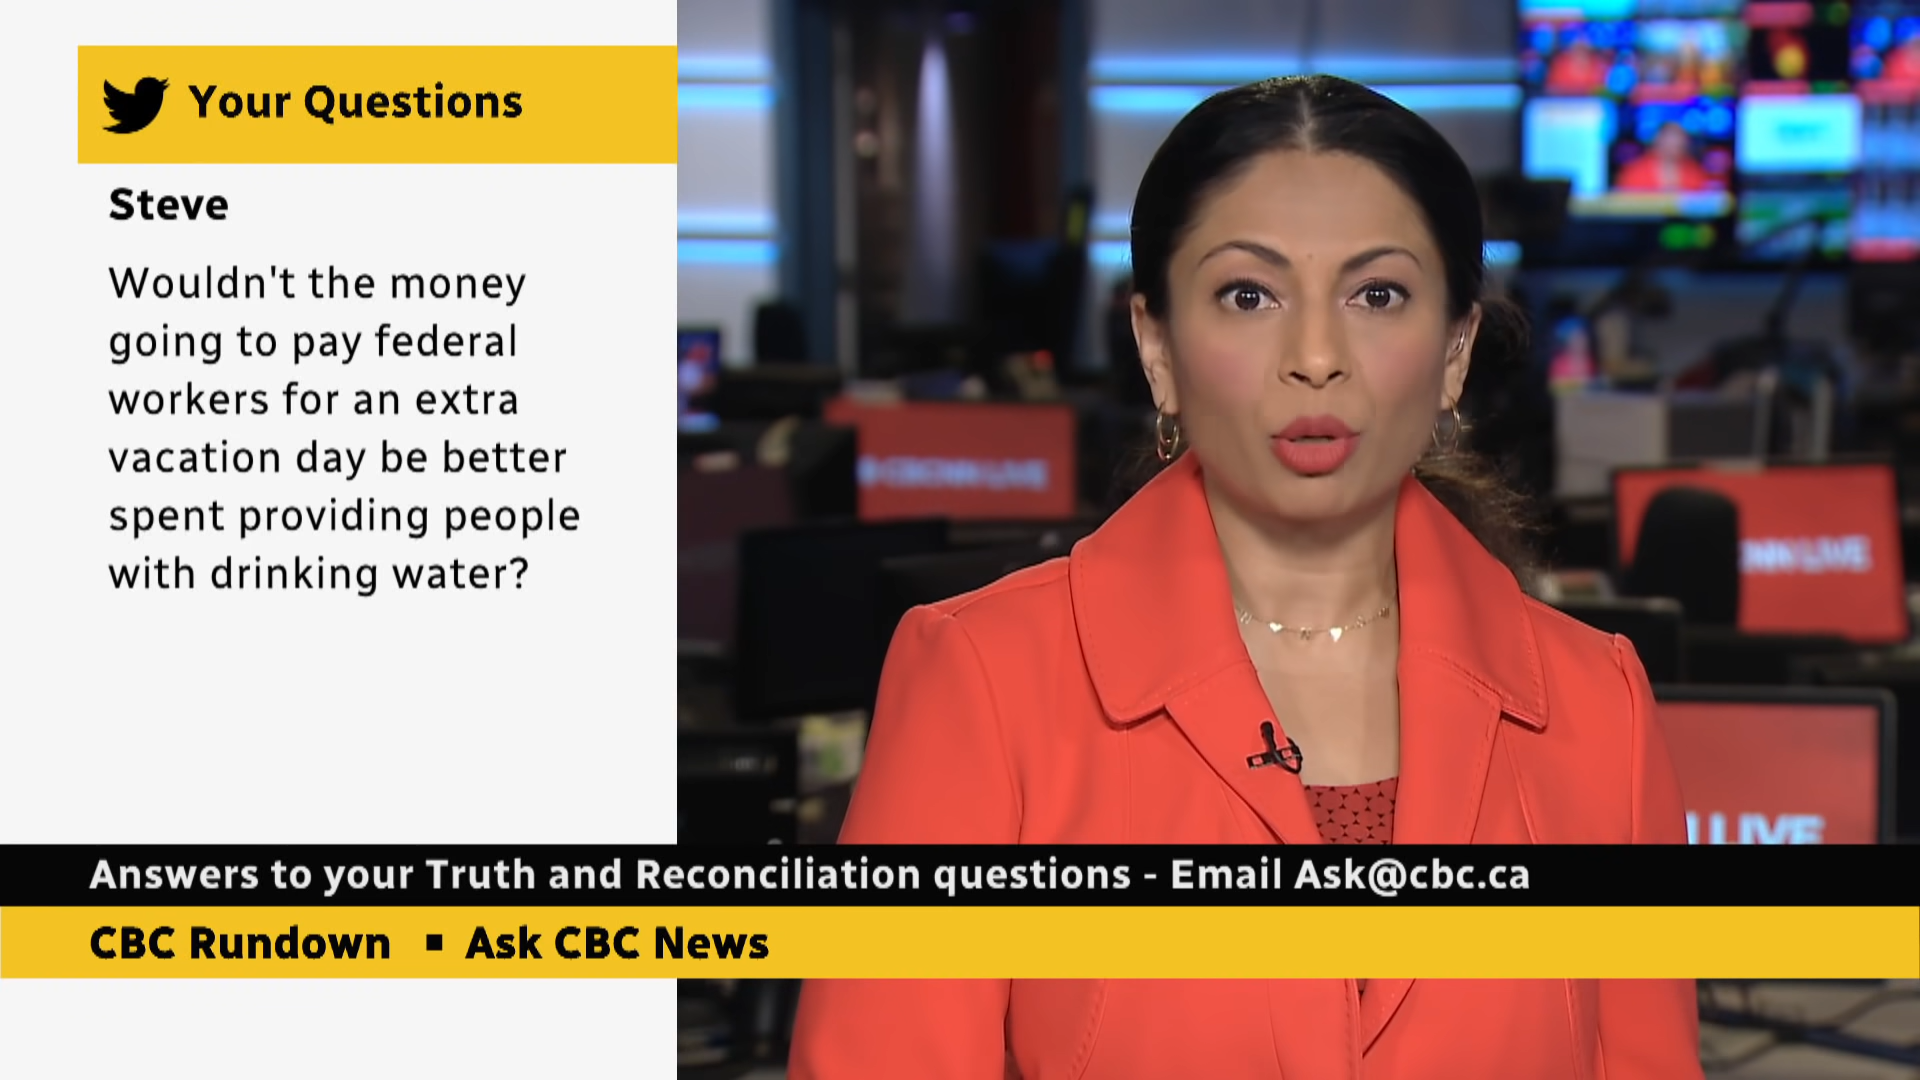 Your Questions
Steve
Wouldn't the money
going to pay federal
workers for an extra
vacation day be better
spent providing people
with drinking water?
LIVE
LIVE
Answers to your Truth and Reconciliation questions - Email Ask@cbc.ca
CBC Rundown ▪ Ask CBC News